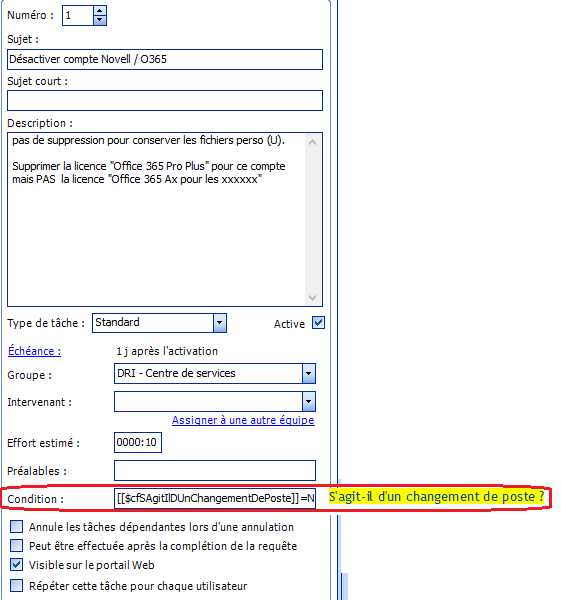 Numéro : 1
Sujet :
Désactiver compte Novell / O365
Sujet court :
Description :
pas de suppression pour conserver les fichiers perso (U).
Supprimer la licence "Office 365 Pro Plus" pour ce compte
mais PAS la licence "Office 365 Ax pour les xxxxxx"
Type de tâche : Standard Active
Échéance : 1 j après l'activation
Groupe : DRI - Centre de services
Intervenant :
Assigner à une autre équipe
Effort estimé : 0000:10
Préalables :
Condition : [[$cfSAgitIlDUnChangementDePoste]]=N S'agit-il d'un changement de poste ?
Annule les tâches dépendantes lors d'une annulation
Peut être effectuée après la complétion de la requête
Visible sur le portail Web
Répéter cette tâche pour chaque utilisateur